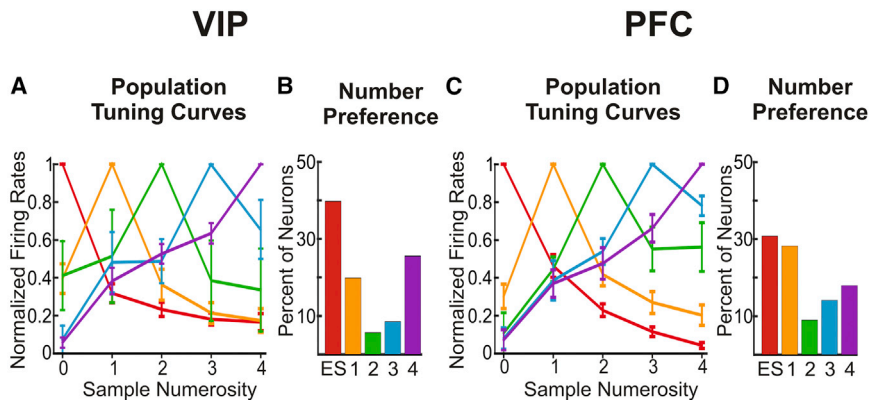 VIP
PFC
A
Population
Tuning Curves
B
Number
Preference
C
Population
Tuning Curves
D
Number
Preference
Normalized Firing Rates
1
0.8
0.6
0.4
0.2
0
0 1 2 3 4
Sample Numerosity
Percent of Neurons
50
30
10
ES 1 2 3 4
Normalized Firing Rates
1
0.8
0.6
0.4
0.2
0
0 1 2 3 4
Sample Numerosity
Percent of Neurons
50
30
10
ES 1 2 3 4